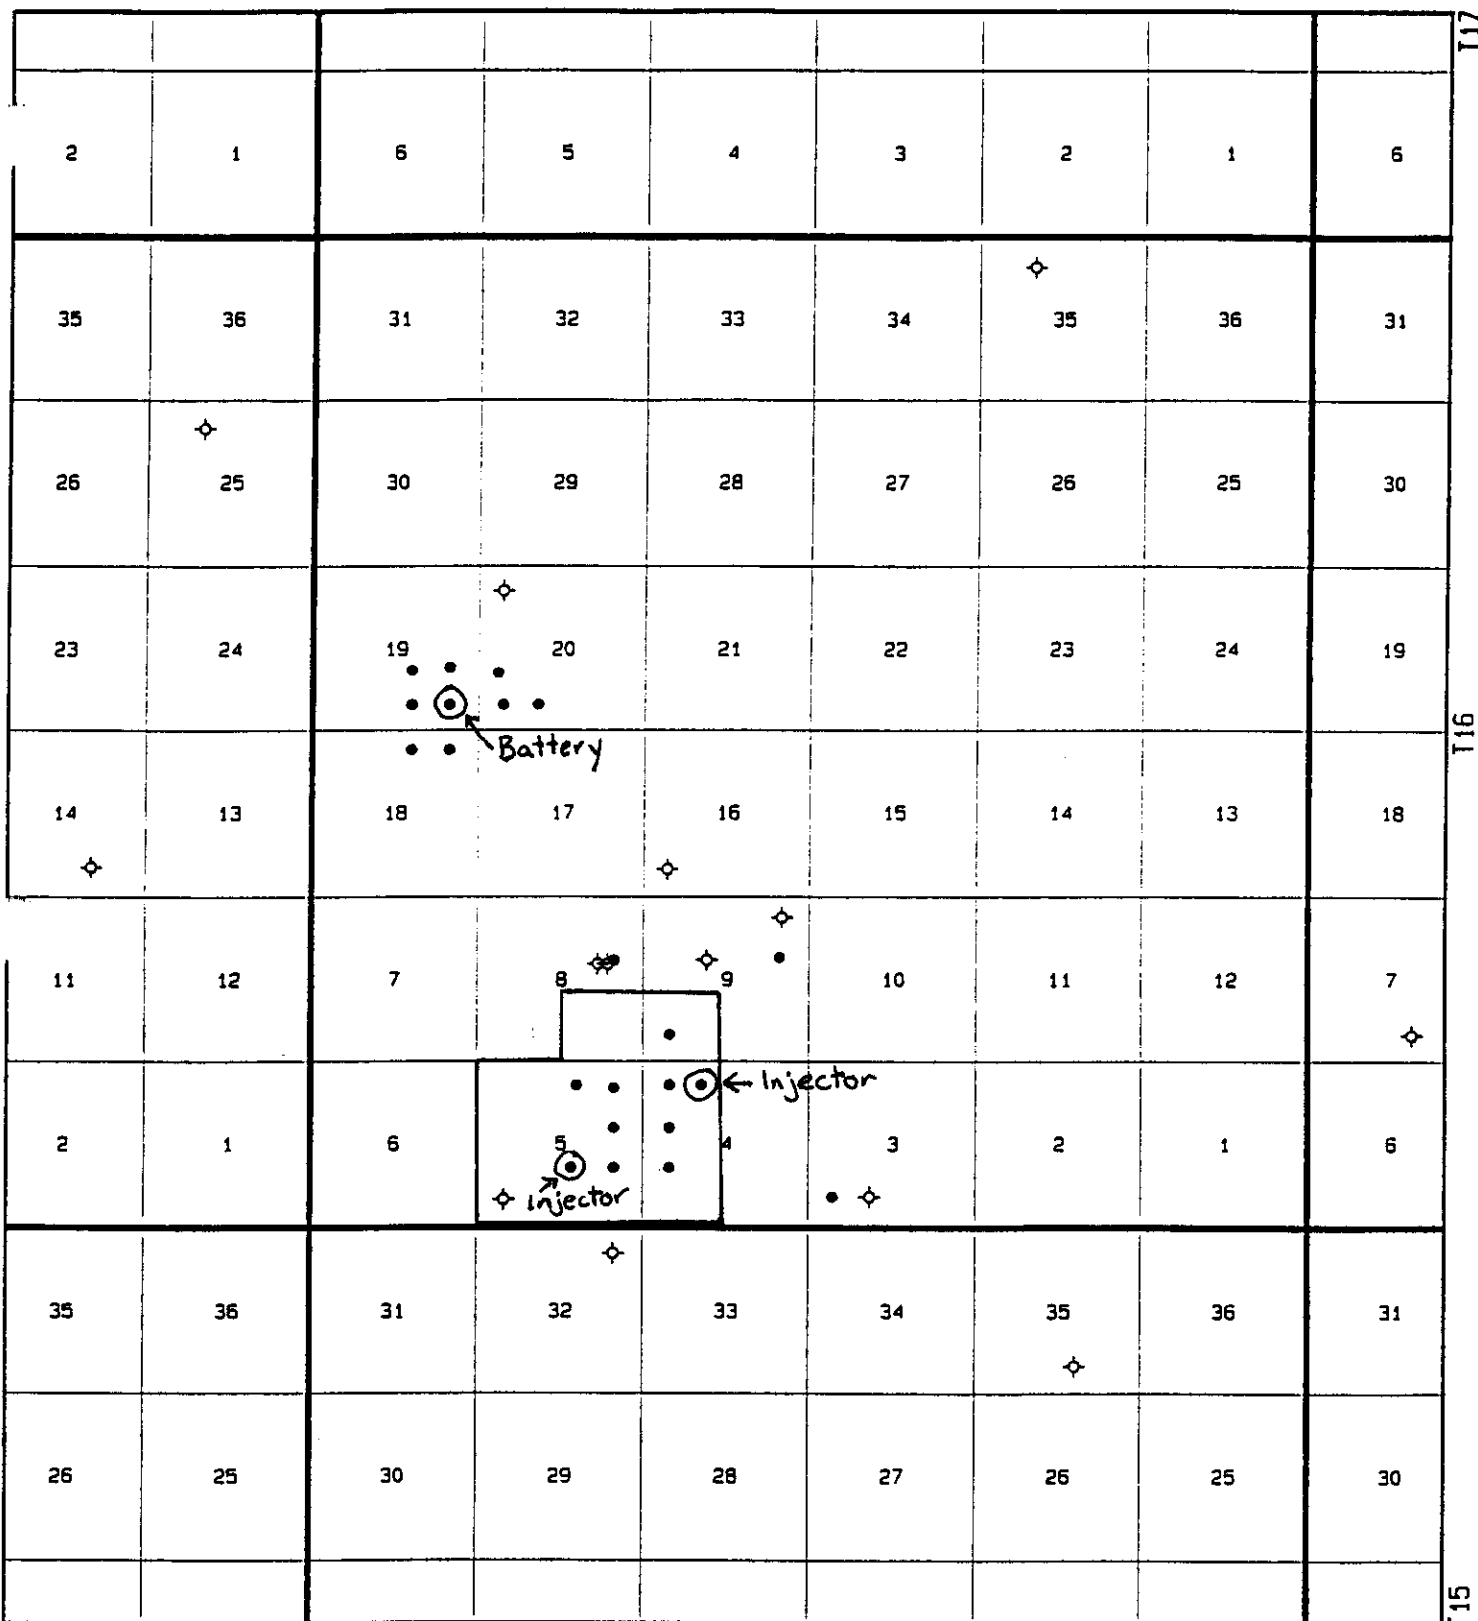 T17
2 1 6 5 4 3 2 1 6
35 36 31 32 33 34 35 36 31
26 25 30 29 28 27 26 25 30
23 24 19 20 21 22 23 24 19
T16
Battery
14 13 18 17 16 15 14 13 18
11 12 7 8 9 10 11 12 7
Injector
2 1 6 5 4 3 2 1 6
Injector
35 36 31 32 33 34 35 36 31
26 25 30 29 28 27 26 25 30
T15